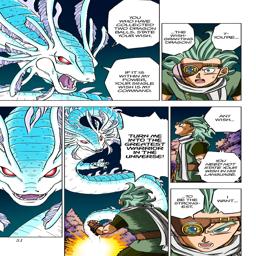 YOU
WHO HAVE
COLLECTED
TWO DRAGON
BALLS, STATE
YOUR WISH.
IF IT IS
WITHIN MY
POWER, ANY
SINGLE
WISH IS MY
COMMAND.
Y-
YOU'RE...
...THE
WISH-
GRANTING
DRAGON?
ANY
WISH...
YOU NEED
NOT STATE
YOUR WISH
IN HIS
LANGUAGE.
I
WANT...
...TO BE
THE
STRONG-
EST.
TURN ME
INTO THE
GREATEST
WARRIOR
IN THE
UNIVERSE!